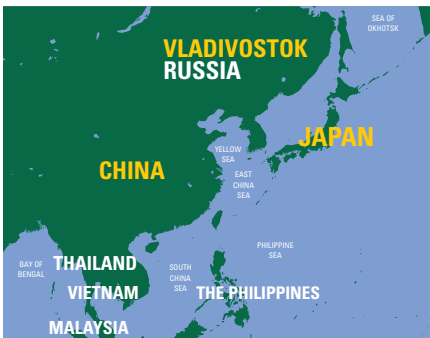 SEA OF
OKHOTSK
VLADIVOSTOK
RUSSIA
JAPAN
YELLOW
SEA
CHINA
EAST
CHINA
SEA
PHILIPPINE
SEA
BAY OF
BENGAL
THAILAND
SOUTH
CHINA
SEA
VIETNAM
THE PHILIPPINES
MALAYSIA